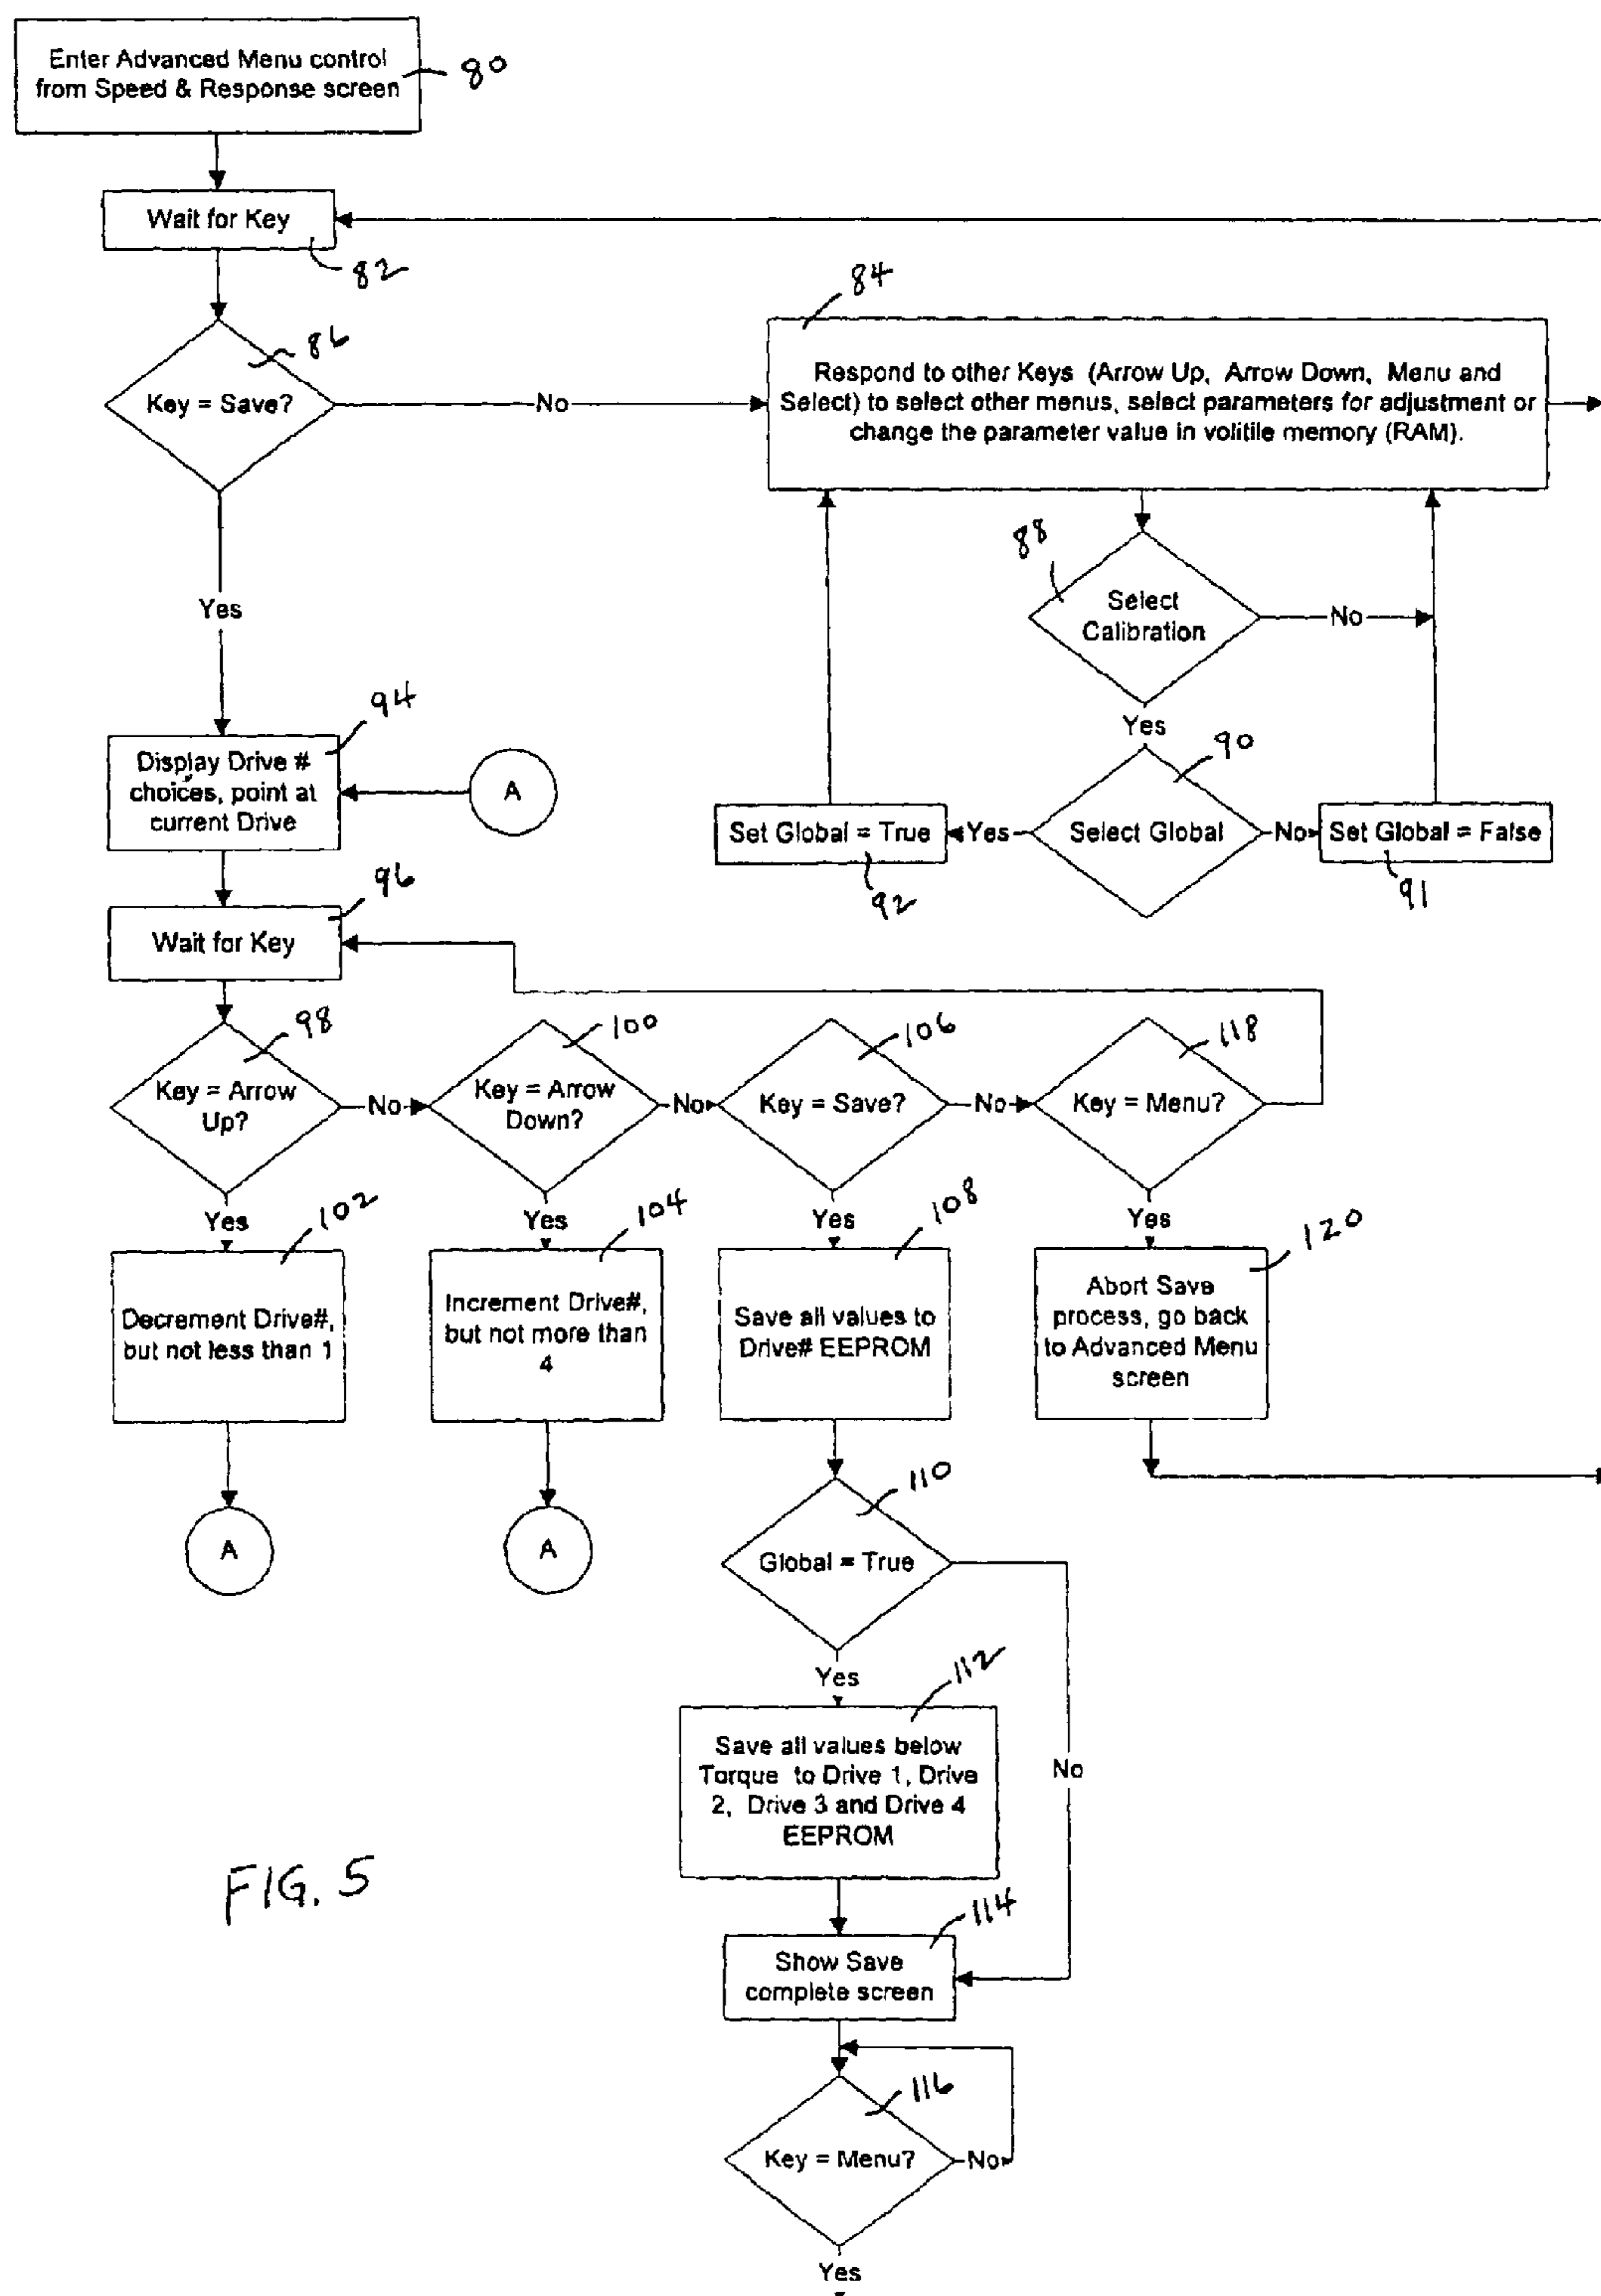 Enter Advanced Menu control
from Speed & Response screen
80
Wait for Key
82
Key = Save?
86
No
84
Respond to other Keys (Arrow Up, Arrow Down, Menu and
Select) to select other menus, select parameters for adjustment or
change the parameter value in volitile memory (RAM).
Yes
88
Select
Calibration
No
Yes
90
Select Global
Yes
Set Global = True
92
No
Set Global = False
91
94
Display Drive #
choices, point at
current Drive
A
96
Wait for Key
98
Key = Arrow
Up?
No
100
Key = Arrow
Down?
No
106
Key = Save?
No
118
Key = Menu?
Yes
102
Yes
104
Yes
108
Yes
120
Decrement Drive#,
but not less than 1
Increment Drive#,
but not more than
4
Save all values to
Drive# EEPROM
Abort Save
process, go back
to Advanced Menu
screen
A
A
110
Global = True
Yes
No
112
Save all values below
Torque to Drive 1, Drive
2, Drive 3 and Drive 4
EEPROM
FIG. 5
114
Show Save
complete screen
116
Key = Menu?
No
Yes